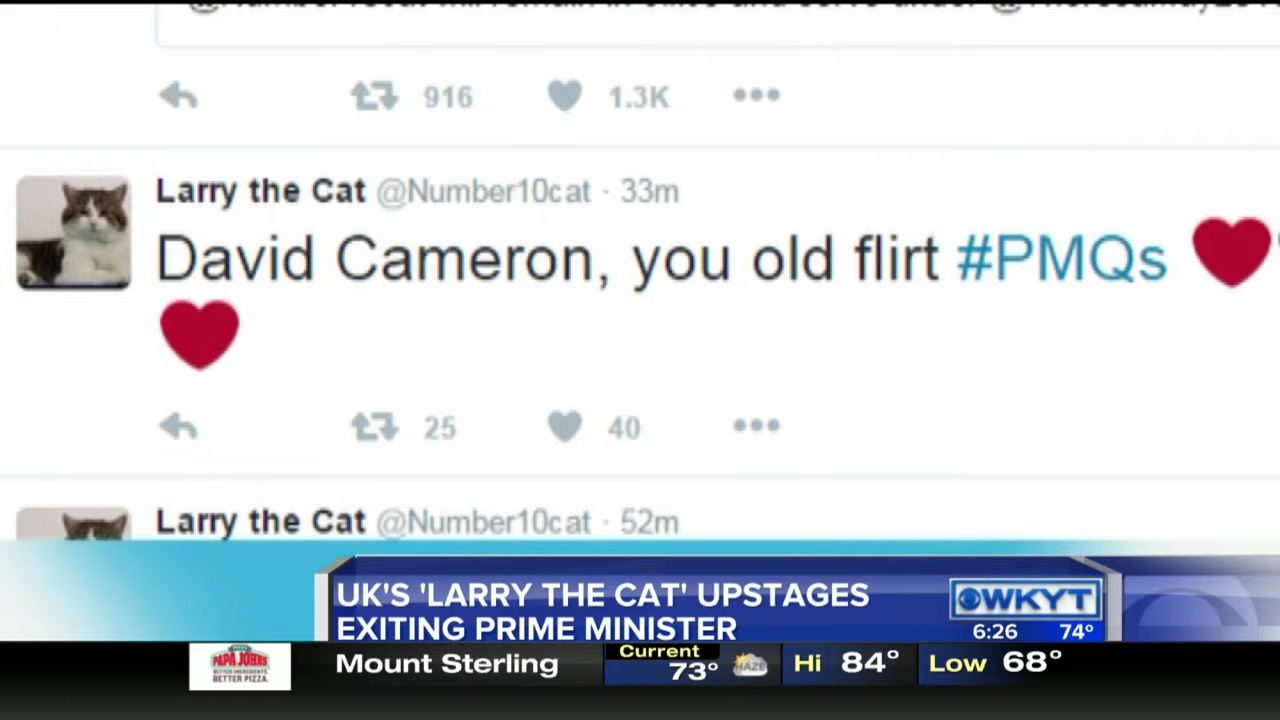 916 1.3K
Larry the Cat @Number10cat · 33m
David Cameron, you old flirt #PMQs
25 40
Larry the Cat @Number10cat · 52m
UK'S 'LARRY THE CAT' UPSTAGES
EXITING PRIME MINISTER
WKYT
6:26 74°
PAPA JOHNS
BETTER INGREDIENTS.
BETTER PIZZA.
Mount Sterling
Current
73° HAZE
Hi 84° Low 68°